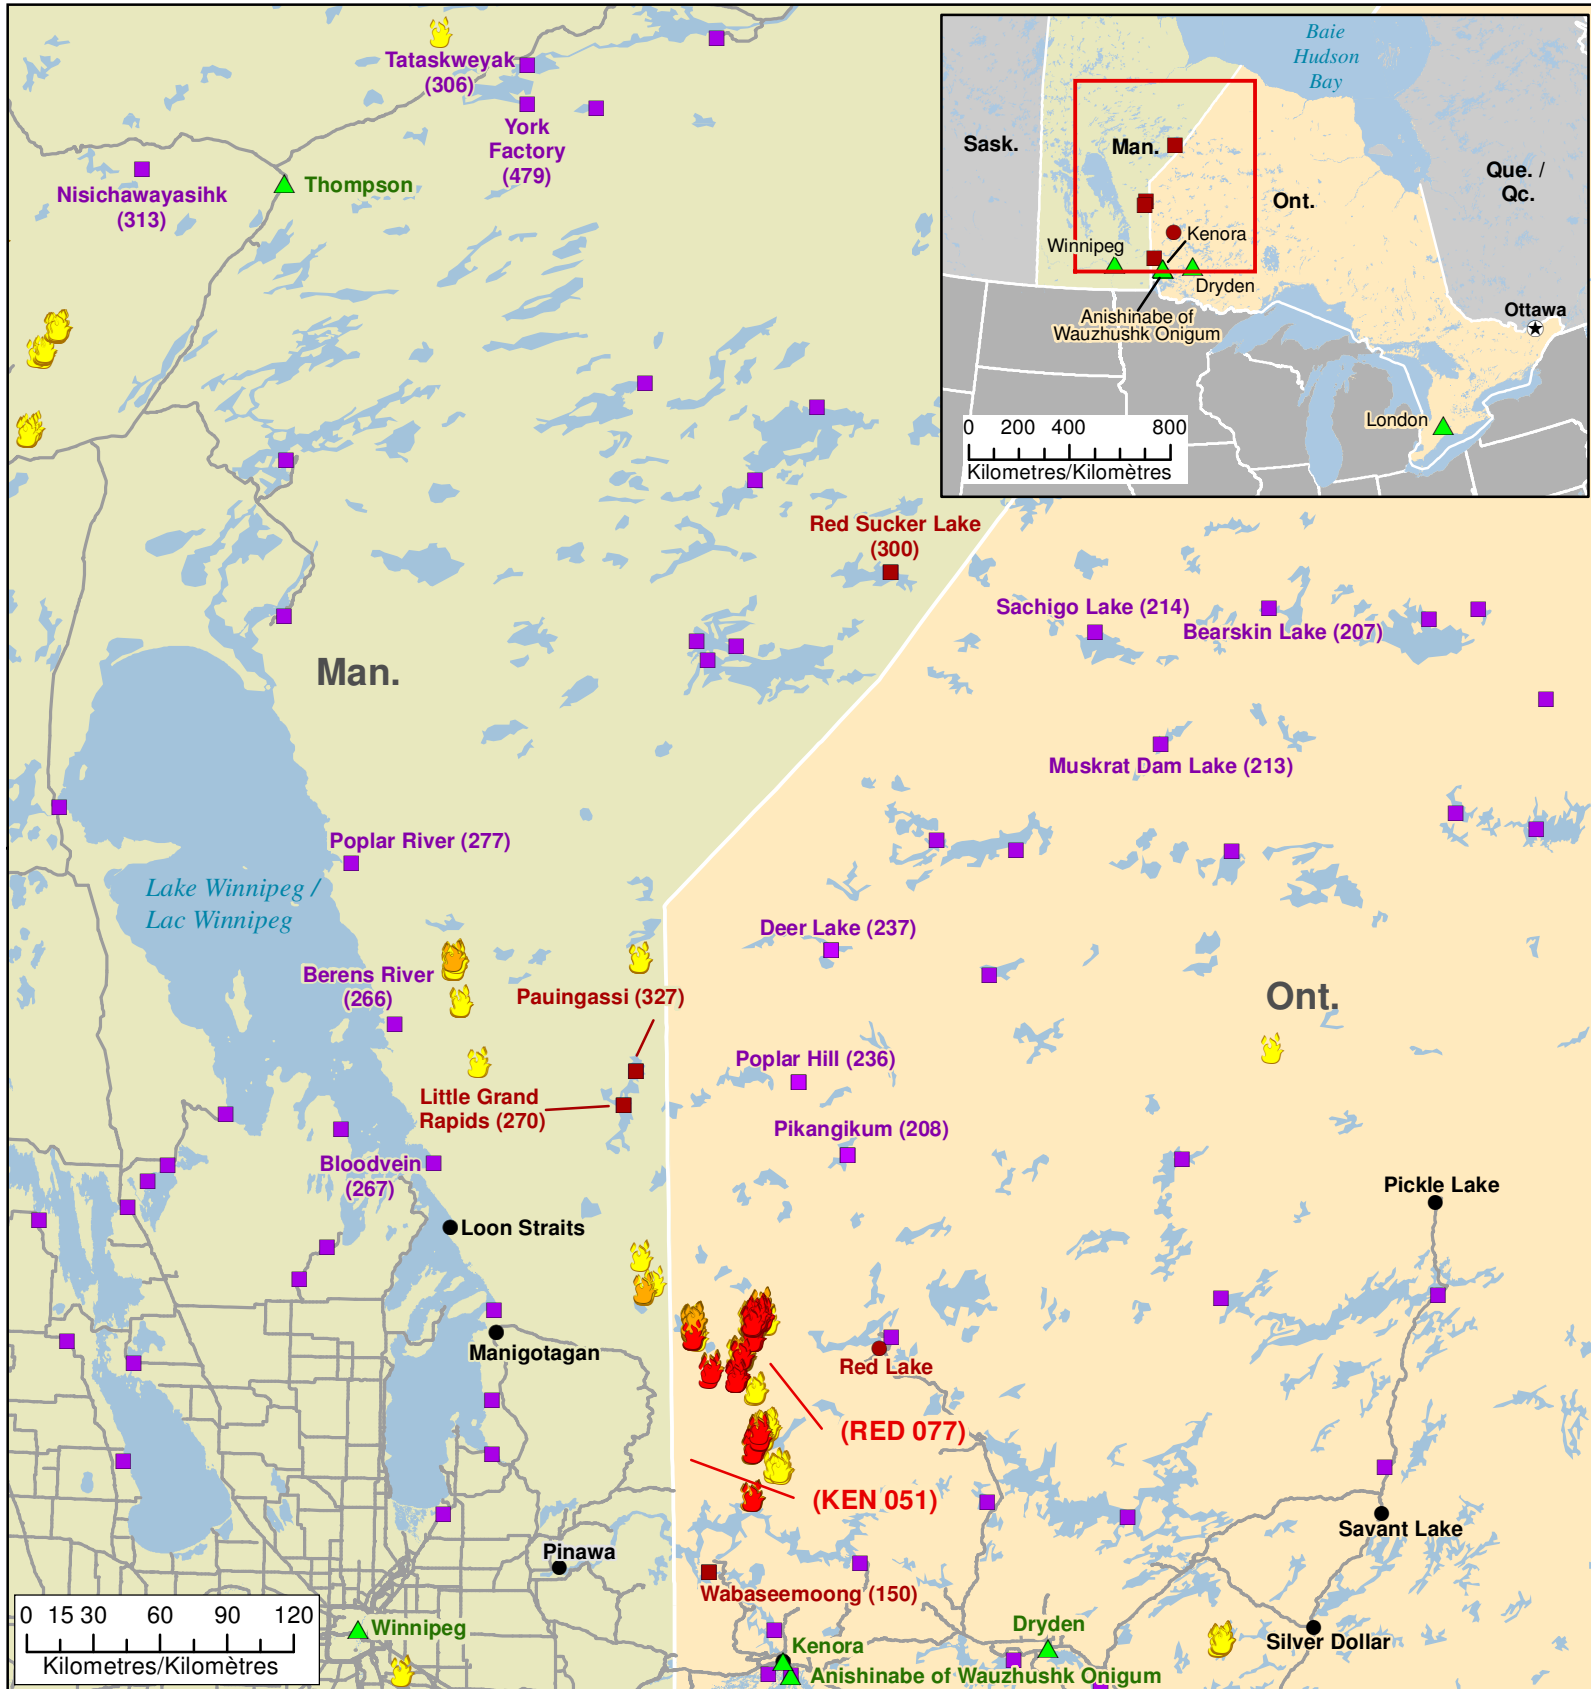 Tataskweyak
(306)
York
Factory
(479)
Nisichawayasihk
(313)
Thompson
Baie
Hudson
Bay
Sask.
Man.
Ont.
Que. /
Qc.
Winnipeg
Kenora
Dryden
Anishinabe of
Wauzhushk Onigum
Ottawa
London
0 200 400 800
Kilometres/Kilomètres
Red Sucker Lake
(300)
Sachigo Lake (214)
Bearskin Lake (207)
Man.
Muskrat Dam Lake (213)
Poplar River (277)
Lake Winnipeg /
Lac Winnipeg
Deer Lake (237)
Berens River
(266)
Pauingassi (327)
Ont.
Poplar Hill (236)
Little Grand
Rapids (270)
Pikangikum (208)
Bloodvein
(267)
Pickle Lake
Loon Straits
Manigotagan
Red Lake
(RED 077)
(KEN 051)
Savant Lake
Pinawa
Wabaseemoong (150)
0 15 30 60 90 120
Kilometres/Kilomètres
Winnipeg
Dryden
Silver Dollar
Kenora
Anishinabe of Wauzhushk Onigum